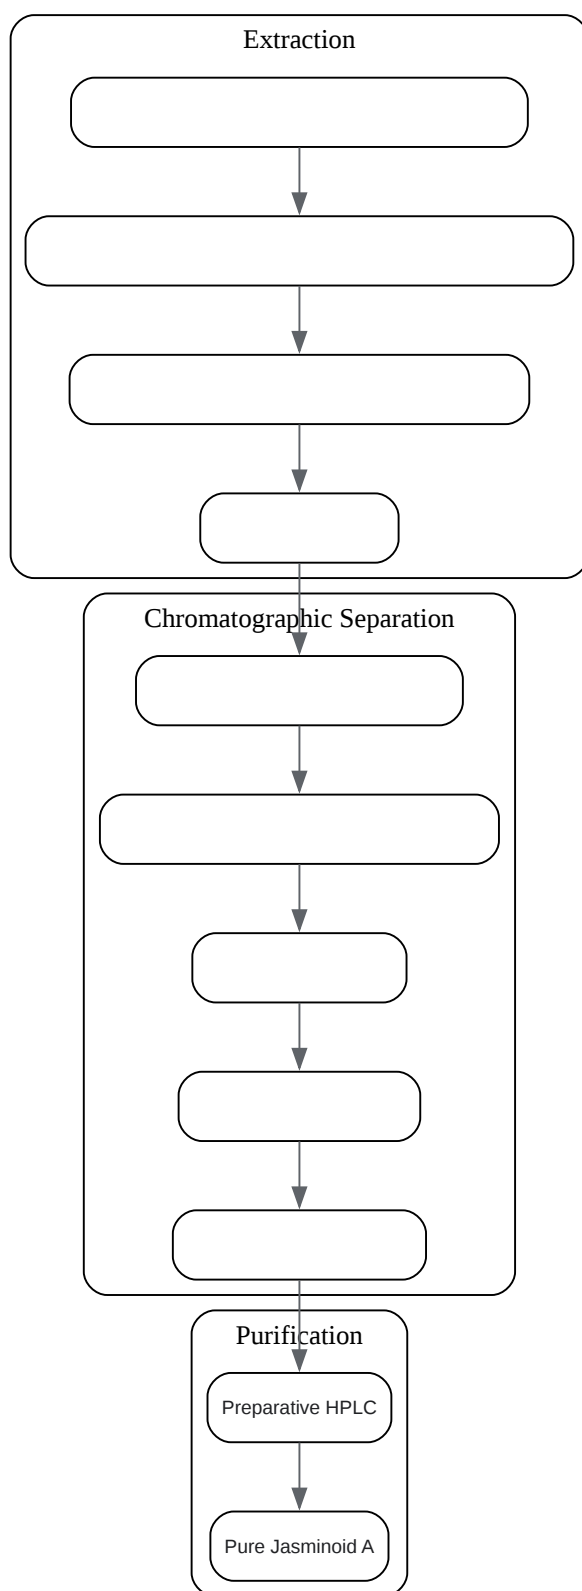 Extraction
Chromatographic Separation
Purification
Preparative HPLC
Pure Jasminoid A